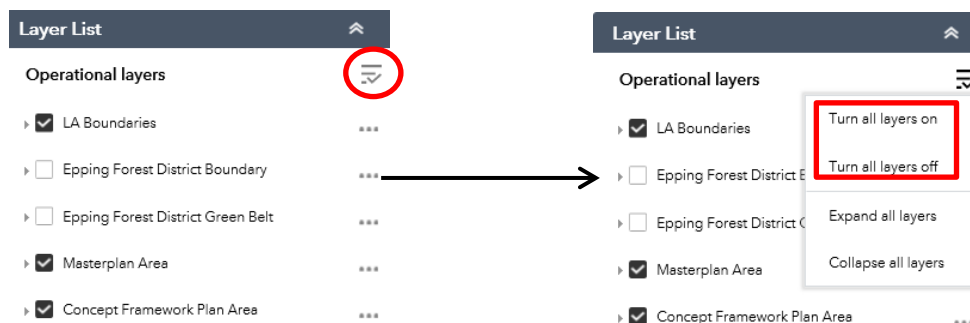 Layer List
Operational layers
LA Boundaries
Epping Forest District Boundary
Epping Forest District Green Belt
Masterplan Area
Concept Framework Plan Area
Layer List
Operational layers
LA Boundaries
Epping Forest District
Epping Forest District
Masterplan Area
Concept Framework Plan Area
Turn all layers on
Turn all layers off
Expand all layers
Collapse all layers